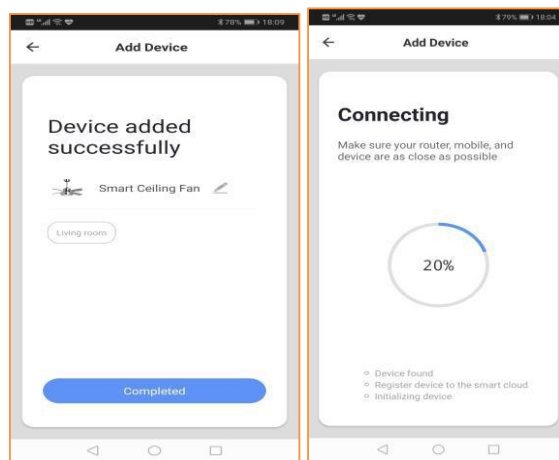 78% 18:09
Add Device
Device added
successfully
Smart Ceiling Fan
Living room
Completed
79% 18:04
Add Device
Connecting
Make sure your router, mobile, and
device are as close as possible
20%
Device found
Register device to the smart cloud
Initializing device